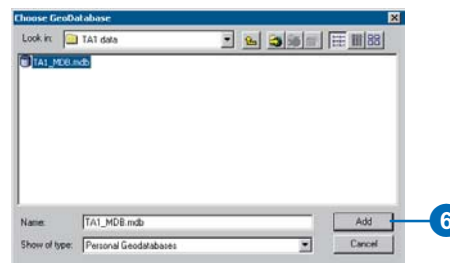 Choose GeoDatabase
Look in: TA1 data
TA1_MDB.mdb
Name: TA1_MDB.mdb Add 6
Show of type: Personal Geodatabases Cancel